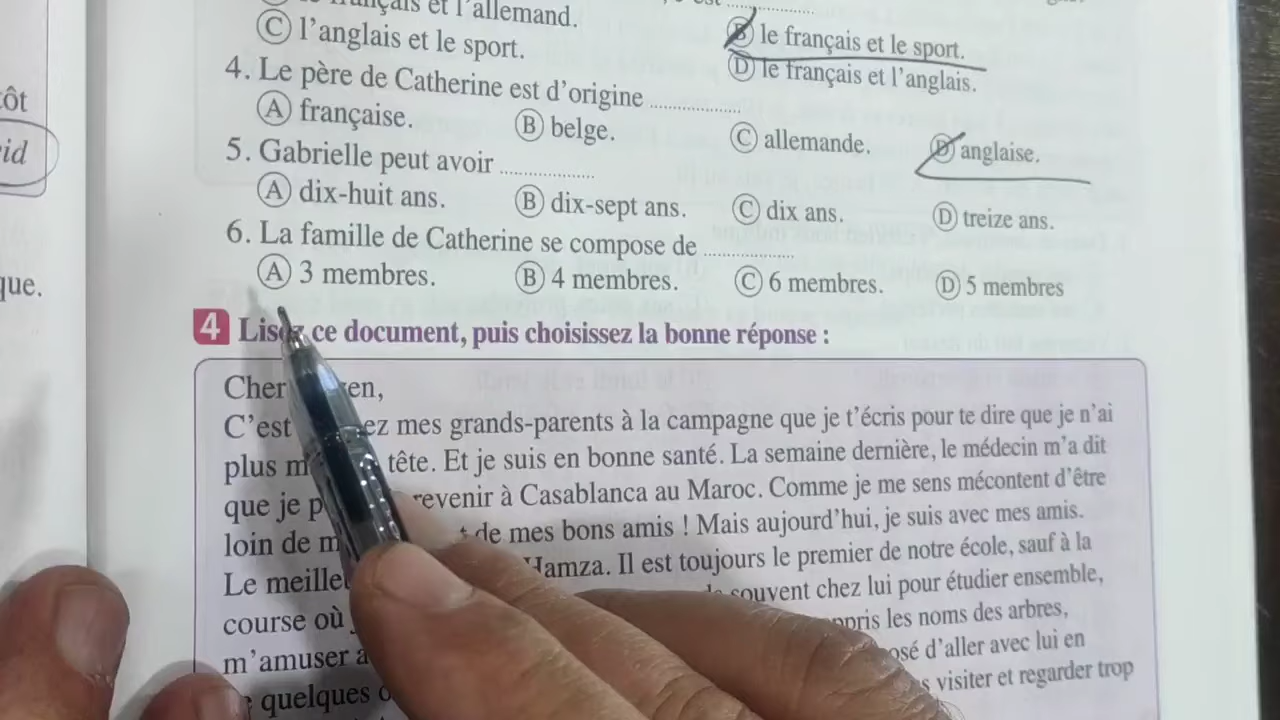 français et l'allemand.
C l'anglais et le sport.
B le français et le sport.
D le français et l'anglais.
4. Le père de Catherine est d'origine ....................
A française.
B belge.
C allemande.
D anglaise.
5. Gabrielle peut avoir ....................
A dix-huit ans.
B dix-sept ans.
C dix ans.
D treize ans.
6. La famille de Catherine se compose de ....................
A 3 membres.
B 4 membres.
C 6 membres.
D 5 membres
4 Lisez ce document, puis choisissez la bonne réponse :
Cher
C'est mes grands-parents à la campagne que je t'écris pour te dire que je n'ai
plus tête. Et je suis en bonne santé. La semaine dernière, le médecin m'a dit
que je revenir à Casablanca au Maroc. Comme je me sens mécontent d'être
loin de de mes bons amis ! Mais aujourd'hui, je suis avec mes amis.
Le Hamza. Il est toujours le premier de notre école, sauf à la
course où souvent chez lui pour étudier ensemble,
m'amuser les noms des arbres,
quelques d'aller avec lui en
visiter et regarder trop
que.